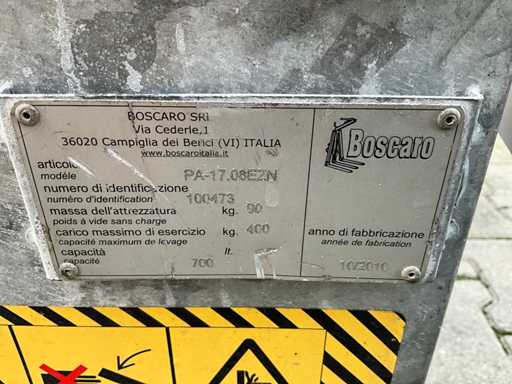 BOSCARO SRL
Via Cederle,1
36020 Campiglia dei Berici (VI) ITALIA
www.boscaroitalia.it
Boscaro
articolo PA-17.08EZN
modèle
numero di identificazione 100473
numéro d'identification
massa dell'attrezzatura kg. 90
poids à vide sans charge
carico massimo di esercizio kg. 400
capacité maximum de levage
capacità lt. 700
capacité
anno di fabbricazione
année de fabrication
10/2010